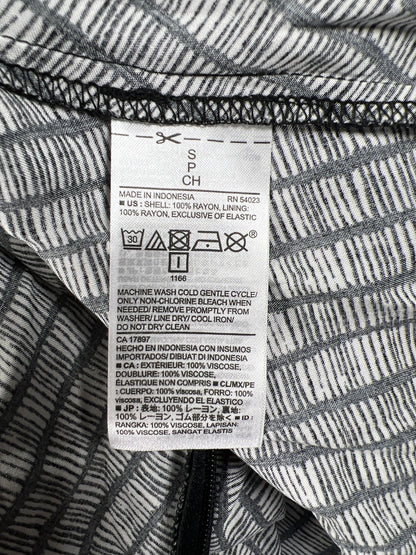 S
P
CH
MADE IN INDONESIA RN 54023
■ US : SHELL: 100% RAYON, LINING:
100% RAYON, EXCLUSIVE OF ELASTIC
30
I
1166
MACHINE WASH COLD GENTLE CYCLE/
ONLY NON-CHLORINE BLEACH WHEN
NEEDED/ REMOVE PROMPTLY FROM
WASHER/ LINE DRY/ COOL IRON/
DO NOT DRY CLEAN
CA 17897
HECHO EN INDONESIA CON INSUMOS
IMPORTADOS/ DIBUAT DI INDONESIA
■ CA : EXTÉRIEUR: 100% VISCOSE,
DOUBLURE: 100% VISCOSE,
ÉLASTIQUE NON COMPRIS ■ CL/MX/PE
: CUERPO: 100% viscosa, FORRO: 100%
viscosa, EXCLUYENDO EL ELASTICO
■ JP : 表地: 100% レーヨン, 裏地: 100
% レーヨン, ゴム部分を除く ■ ID :
RANGKA: 100% VISCOSE, LAPISAN:
100% VISCOSE, SANGAT ELASTIS